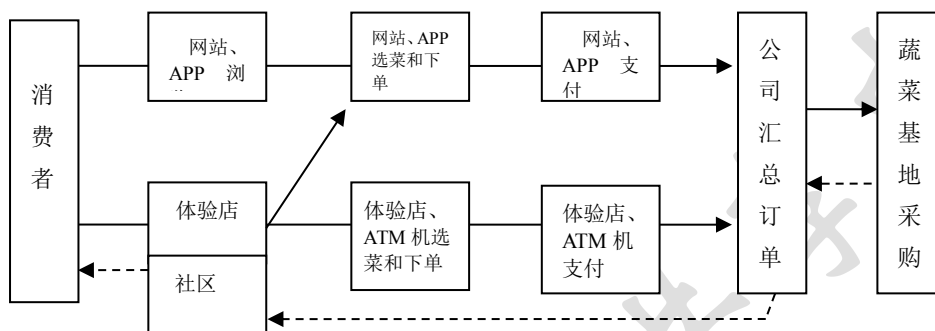 消费者
网站、
APP 浏
网站、APP
选菜和下
单
网站、
APP 支
付
公司汇总订单
蔬菜基地采购
体验店
社区
体验店、
ATM 机选
菜和下单
体验店、
ATM 机
支付